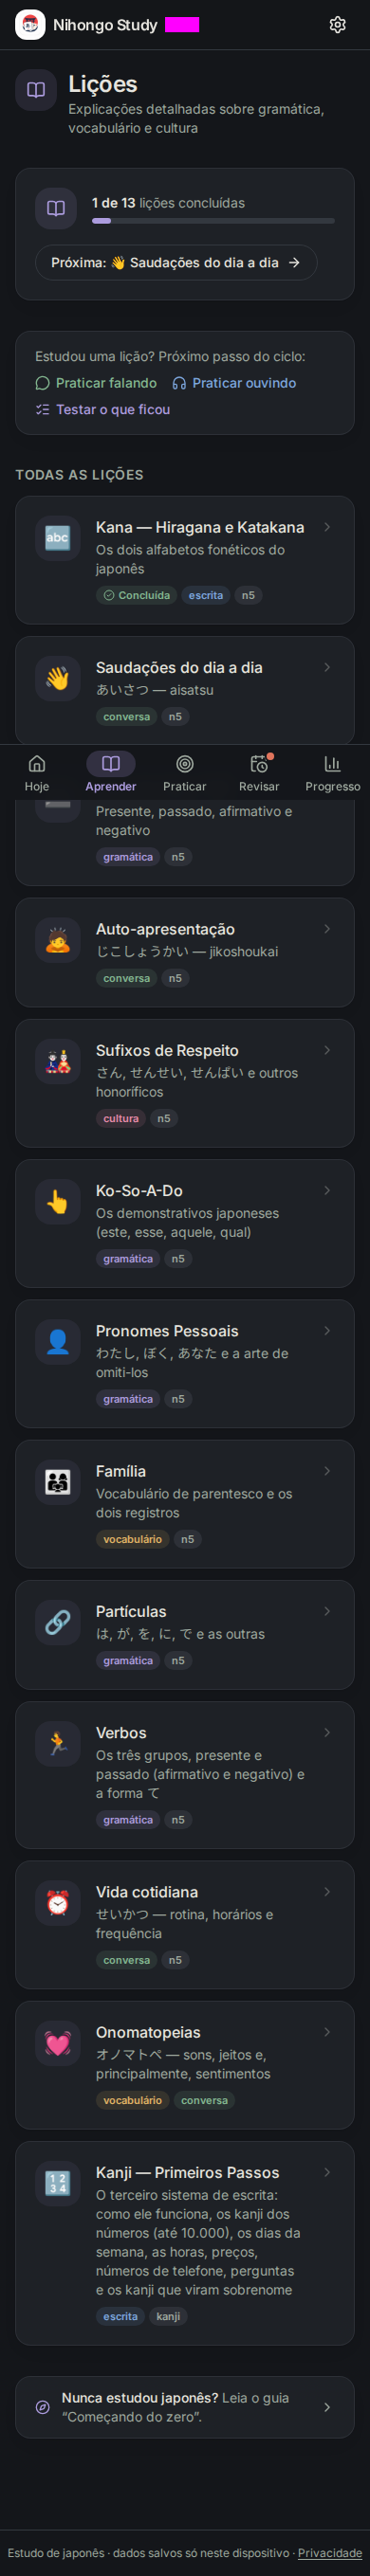 Nihongo Study
Lições
Explicações detalhadas sobre gramática,
vocabulário e cultura
1 de 13 lições concluídas
Próxima: 👋 Saudações do dia a dia →
Estudou uma lição? Próximo passo do ciclo:
Praticar falando Praticar ouvindo
Testar o que ficou
TODAS AS LIÇÕES
Kana — Hiragana e Katakana
Os dois alfabetos fonéticos do
japonês
Concluída escrita n5
Saudações do dia a dia
あいさつ — aisatsu
conversa n5
Hoje Aprender Praticar Revisar Progresso
Presente, passado, afirmativo e
negativo
gramática n5
Auto-apresentação
じこしょうかい — jikoshoukai
conversa n5
Sufixos de Respeito
さん, せんせい, せんぱい e outros
honoríficos
cultura n5
Ko-So-A-Do
Os demonstrativos japoneses
(este, esse, aquele, qual)
gramática n5
Pronomes Pessoais
わたし, ぼく, あなた e a arte de
omiti-los
gramática n5
Família
Vocabulário de parentesco e os
dois registros
vocabulário n5
Partículas
は, が, を, に, で e as outras
gramática n5
Verbos
Os três grupos, presente e
passado (afirmativo e negativo) e
a forma て
gramática n5
Vida cotidiana
せいかつ — rotina, horários e
frequência
conversa n5
Onomatopeias
オノマトペ — sons, jeitos e,
principalmente, sentimentos
vocabulário conversa
Kanji — Primeiros Passos
O terceiro sistema de escrita:
como ele funciona, os kanji dos
números (até 10.000), os dias da
semana, as horas, preços,
números de telefone, perguntas
e os kanji que viram sobrenome
escrita kanji
Nunca estudou japonês? Leia o guia
“Começando do zero”.
Estudo de japonês · dados salvos só neste dispositivo · Privacidade